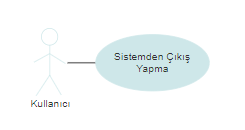 Sistemden Çıkış
Yapma
Kullanıcı